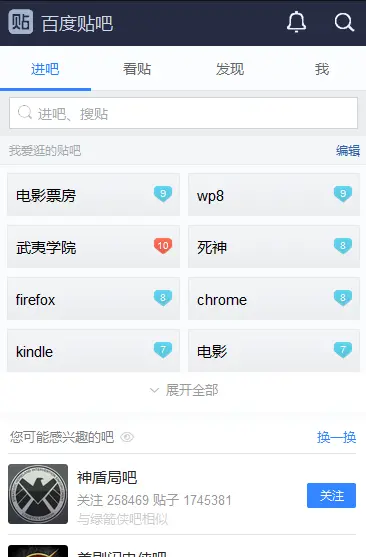 贴 百度贴吧
进吧 看贴 发现 我
进吧、搜贴
我爱逛的贴吧 编辑
电影票房 9 wp8 9
武夷学院 10 死神 8
firefox 8 chrome 8
kindle 7 电影 7
展开全部
您可能感兴趣的吧 换一换
神盾局吧
关注 258469 贴子 1745381 关注
与绿箭侠吧相似